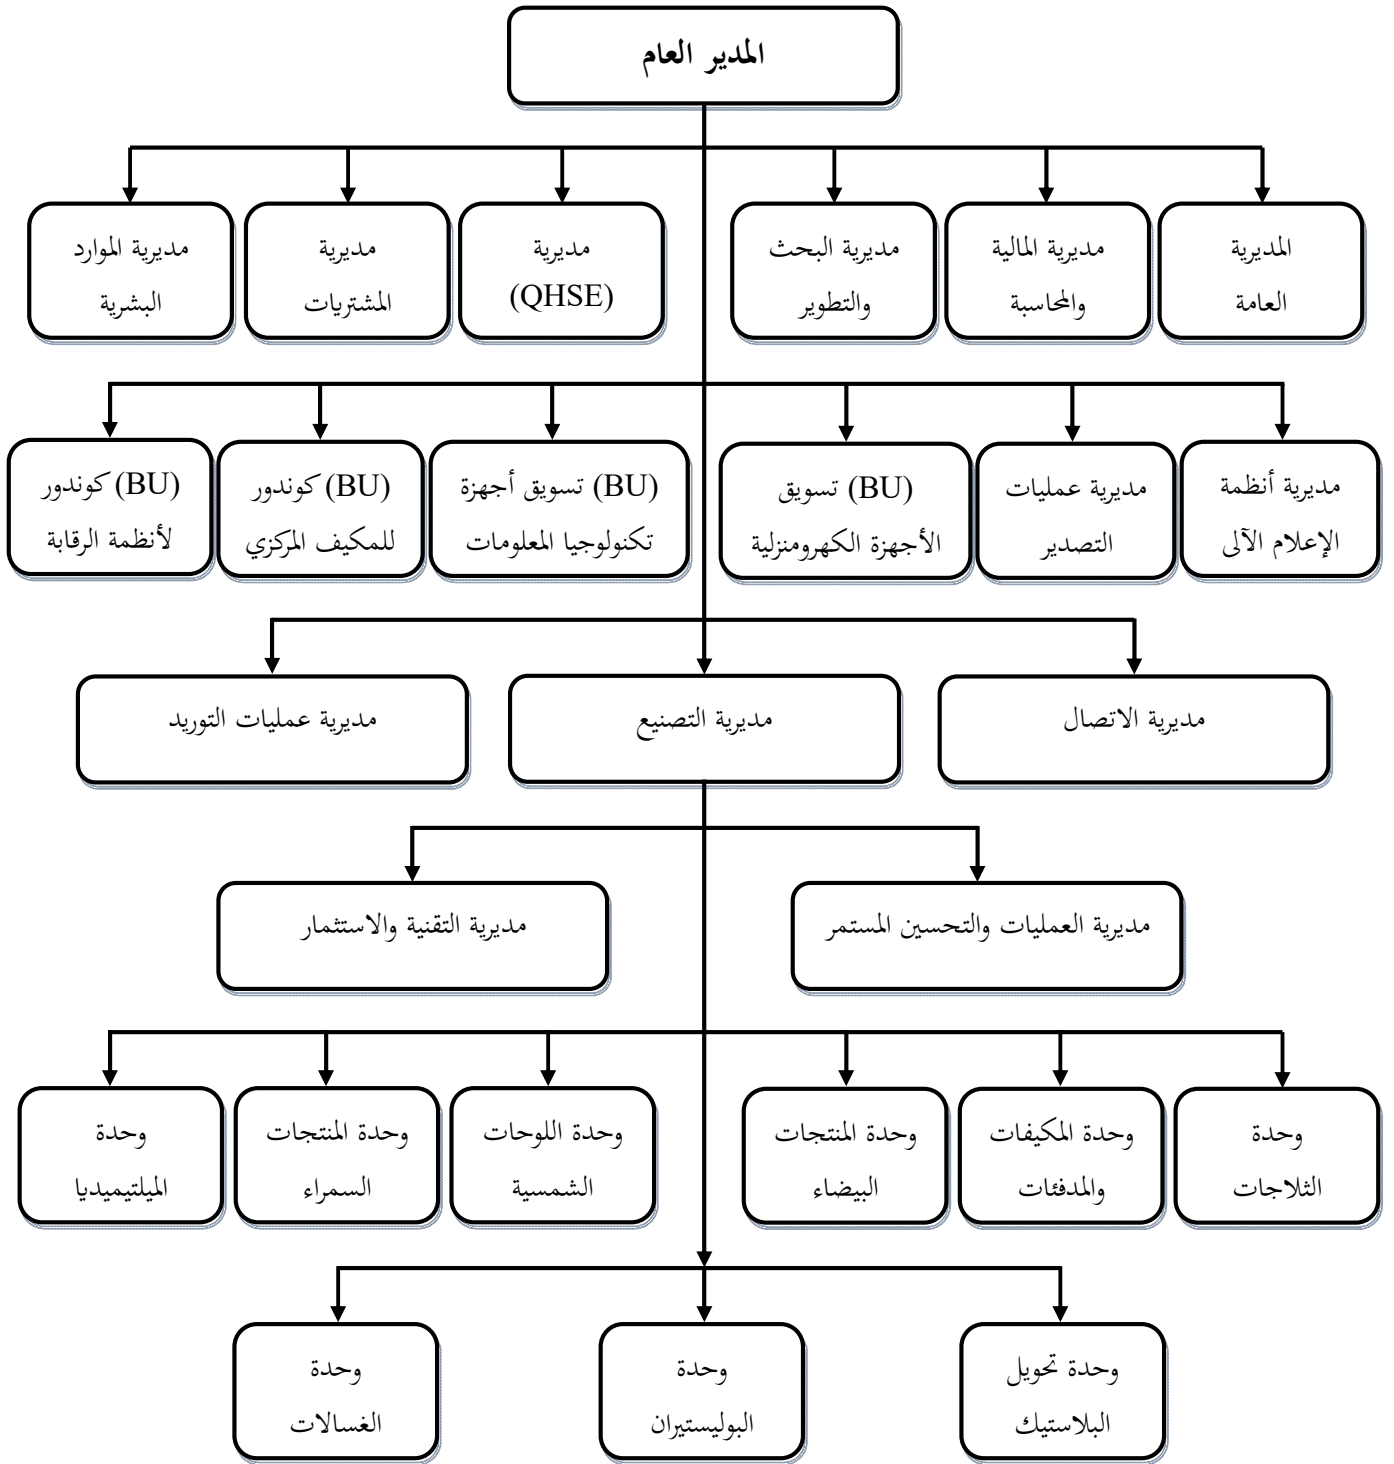 المدير العام
المديرية
العامة
مديرية المالية
والمحاسبة
مديرية البحث
والتطوير
مديرية
(QHSE)
مديرية
المشتريات
مديرية الموارد
البشرية
مديرية أنظمة
الإعلام الآلى
مديرية عمليات
التصدير
(BU) تسويق
الأجهزة الكهرومنزلية
(BU) تسويق أجهزة
تكنولوجيا المعلومات
(BU) كوندور
للمكيف المركزي
(BU) كوندور
لأنظمة الرقابة
مديرية الاتصال
مديرية التصنيع
مديرية عمليات التوريد
مديرية العمليات والتحسين المستمر
مديرية التقنية والاستثمار
وحدة
الثلاجات
وحدة المكيفات
والمدفئات
وحدة المنتجات
البيضاء
وحدة اللوحات
الشمسية
وحدة المنتجات
السمراء
وحدة
الميلتيميديا
وحدة تحويل
البلاستيك
وحدة
البوليستيران
وحدة
الغسالات